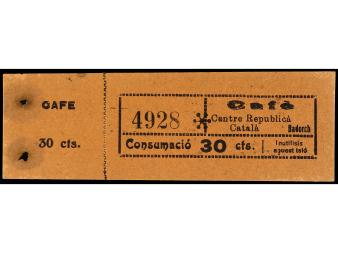 CAFE
30 cts.
4928
Cafè
Centre Republicà
Català Badorch
Consumació 30 cts.
Inutilisis
aquest taló